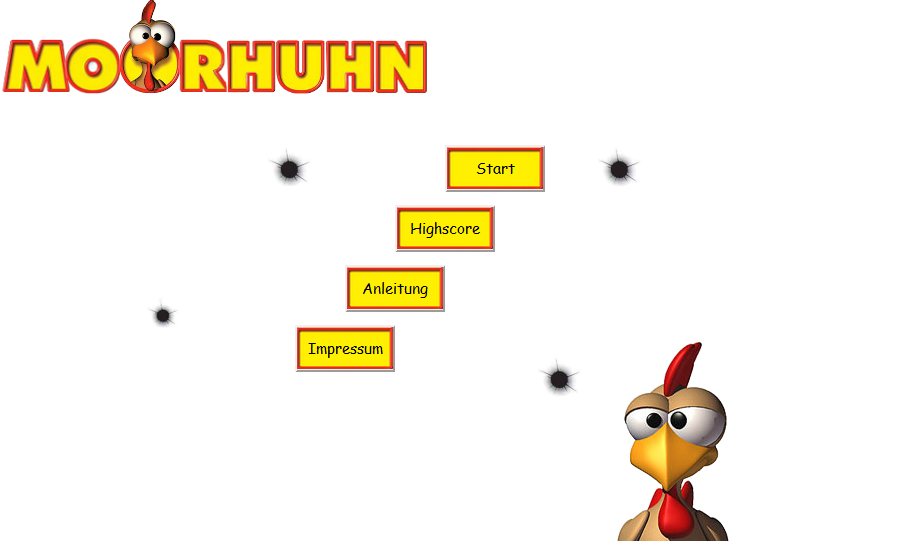 MOORHUHN
Start
Highscore
Anleitung
Impressum